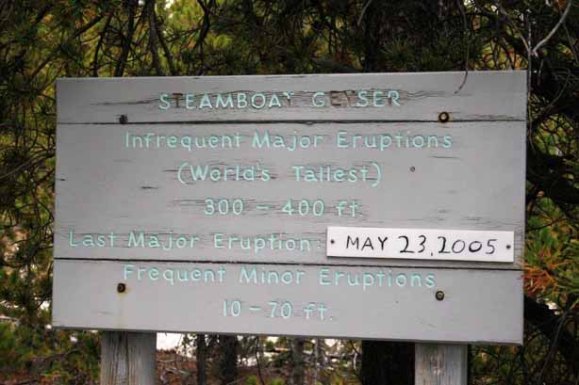 STEAMBOAT GEYSER
Infrequent Major Eruptions
(World's Tallest)
300 - 400 ft.
Last Major Eruption: MAY 23, 2005
Frequent Minor Eruptions
10 - 70 ft.